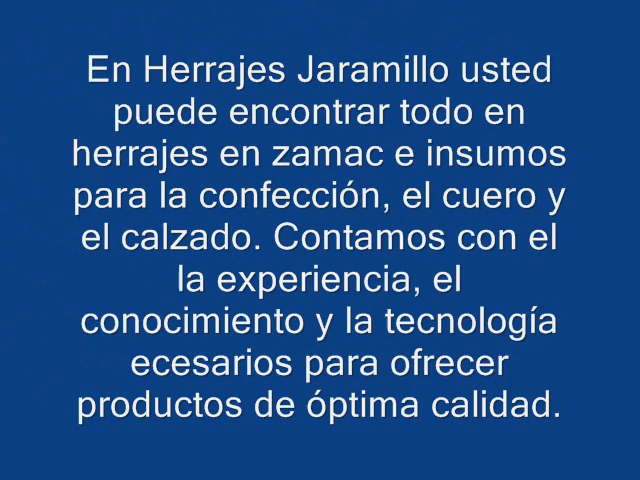 En Herrajes Jaramillo usted
puede encontrar todo en
herrajes en zamac e insumos
para la confección, el cuero y
el calzado. Contamos con el
la experiencia, el
conocimiento y la tecnología
ecesarios para ofrecer
productos de óptima calidad.